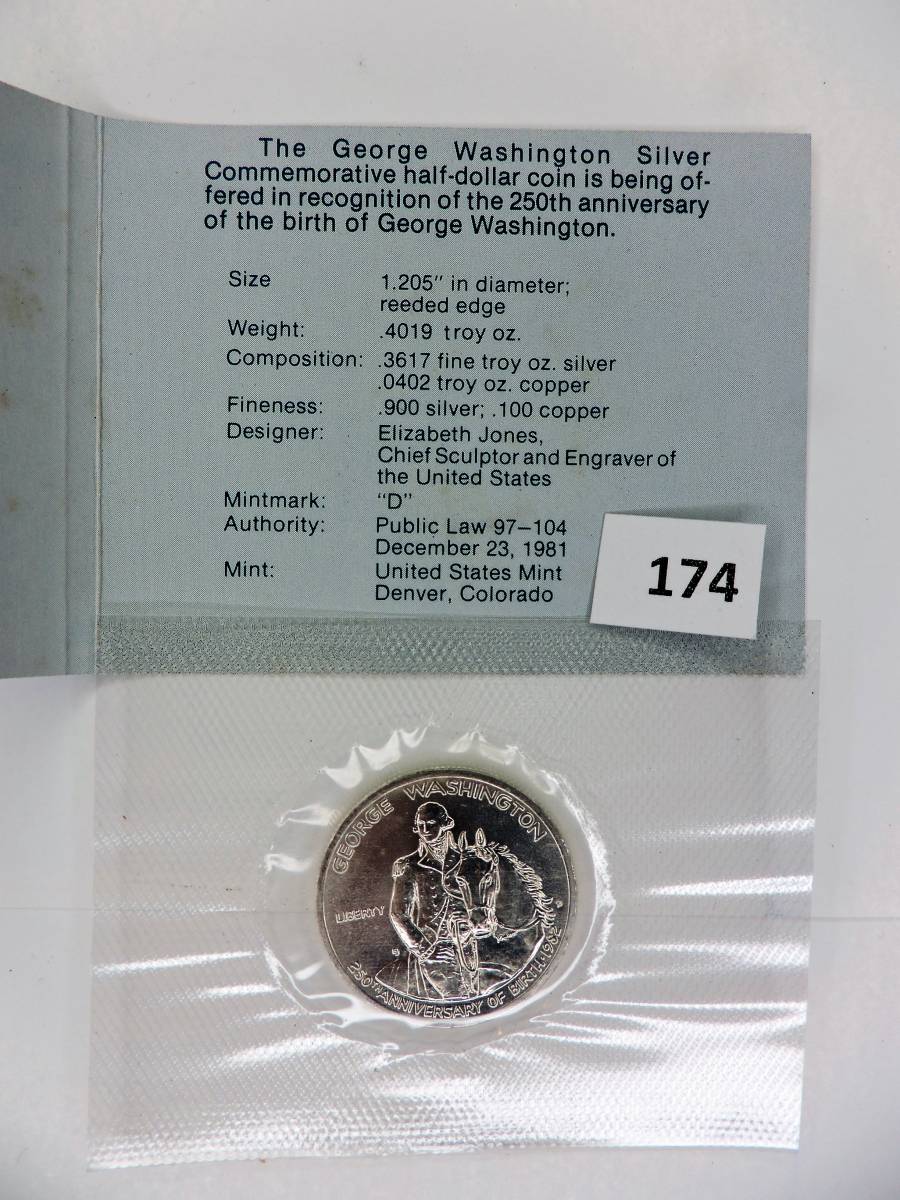 The George Washington Silver
Commemorative half-dollar coin is being of-
fered in recognition of the 250th anniversary
of the birth of George Washington.
Size 1.205" in diameter;
reeded edge
Weight: .4019 troy oz.
Composition: .3617 fine troy oz. silver
.0402 troy oz. copper
Fineness: .900 silver; .100 copper
Designer: Elizabeth Jones,
Chief Sculptor and Engraver of
the United States
Mintmark: "D"
Authority: Public Law 97–104
December 23, 1981
Mint: United States Mint
Denver, Colorado
174
GEORGE WASHINGTON
LIBERTY
250TH ANNIVERSARY OF BIRTH•1982